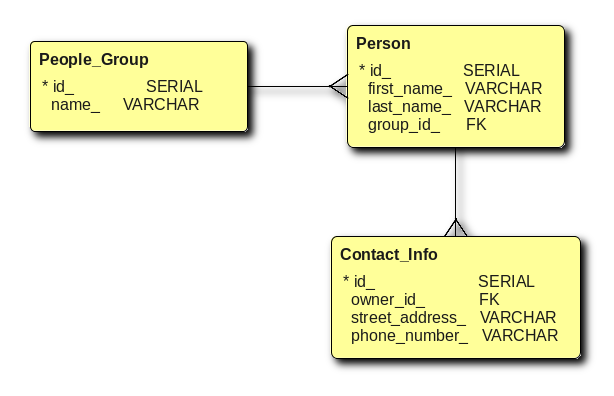 People_Group
* id_ SERIAL
name_ VARCHAR
Person
* id_ SERIAL
first_name_ VARCHAR
last_name_ VARCHAR
group_id_ FK
Contact_Info
* id_ SERIAL
owner_id_ FK
street_address_ VARCHAR
phone_number_ VARCHAR